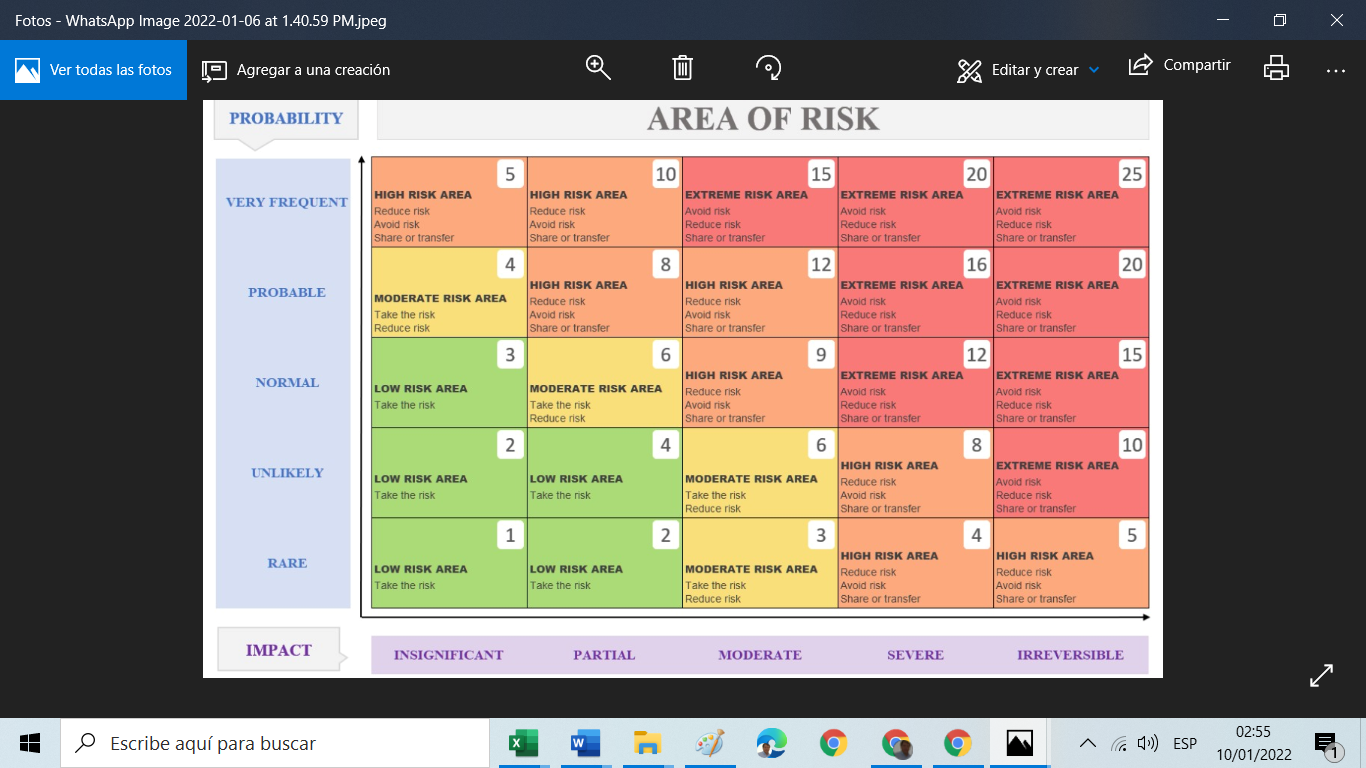 Fotos - WhatsApp Image 2022-01-06 at 1.40.59 PM.jpeg
Ver todas las fotos
Agregar a una creación
Editar y crear
Compartir
PROBABILITY
AREA OF RISK
VERY FREQUENT
5
HIGH RISK AREA
Reduce risk
Avoid risk
Share or transfer
10
HIGH RISK AREA
Reduce risk
Avoid risk
Share or transfer
15
EXTREME RISK AREA
Avoid risk
Reduce risk
Share or transfer
20
EXTREME RISK AREA
Avoid risk
Reduce risk
Share or transfer
25
EXTREME RISK AREA
Avoid risk
Reduce risk
Share or transfer
PROBABLE
4
MODERATE RISK AREA
Take the risk
Reduce risk
8
HIGH RISK AREA
Reduce risk
Avoid risk
Share or transfer
12
HIGH RISK AREA
Reduce risk
Avoid risk
Share or transfer
16
EXTREME RISK AREA
Avoid risk
Reduce risk
Share or transfer
20
EXTREME RISK AREA
Avoid risk
Reduce risk
Share or transfer
NORMAL
3
LOW RISK AREA
Take the risk
6
MODERATE RISK AREA
Take the risk
Reduce risk
9
HIGH RISK AREA
Reduce risk
Avoid risk
Share or transfer
12
EXTREME RISK AREA
Avoid risk
Reduce risk
Share or transfer
15
EXTREME RISK AREA
Avoid risk
Reduce risk
Share or transfer
UNLIKELY
2
LOW RISK AREA
Take the risk
4
LOW RISK AREA
Take the risk
6
MODERATE RISK AREA
Take the risk
Reduce risk
8
HIGH RISK AREA
Reduce risk
Avoid risk
Share or transfer
10
EXTREME RISK AREA
Avoid risk
Reduce risk
Share or transfer
RARE
1
LOW RISK AREA
Take the risk
2
LOW RISK AREA
Take the risk
3
MODERATE RISK AREA
Take the risk
Reduce risk
4
HIGH RISK AREA
Reduce risk
Avoid risk
Share or transfer
5
HIGH RISK AREA
Reduce risk
Avoid risk
Share or transfer
IMPACT
INSIGNIFICANT
PARTIAL
MODERATE
SEVERE
IRREVERSIBLE
Escribe aquí para buscar
ESP
02:55
10/01/2022
1